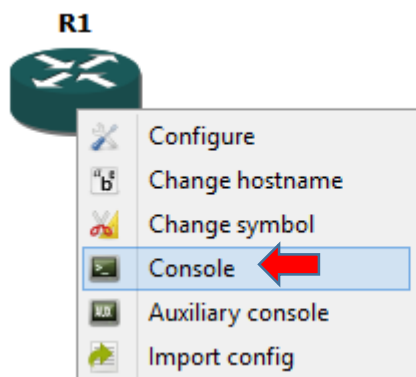 R1
Configure
Change hostname
Change symbol
Console
Auxiliary console
Import config